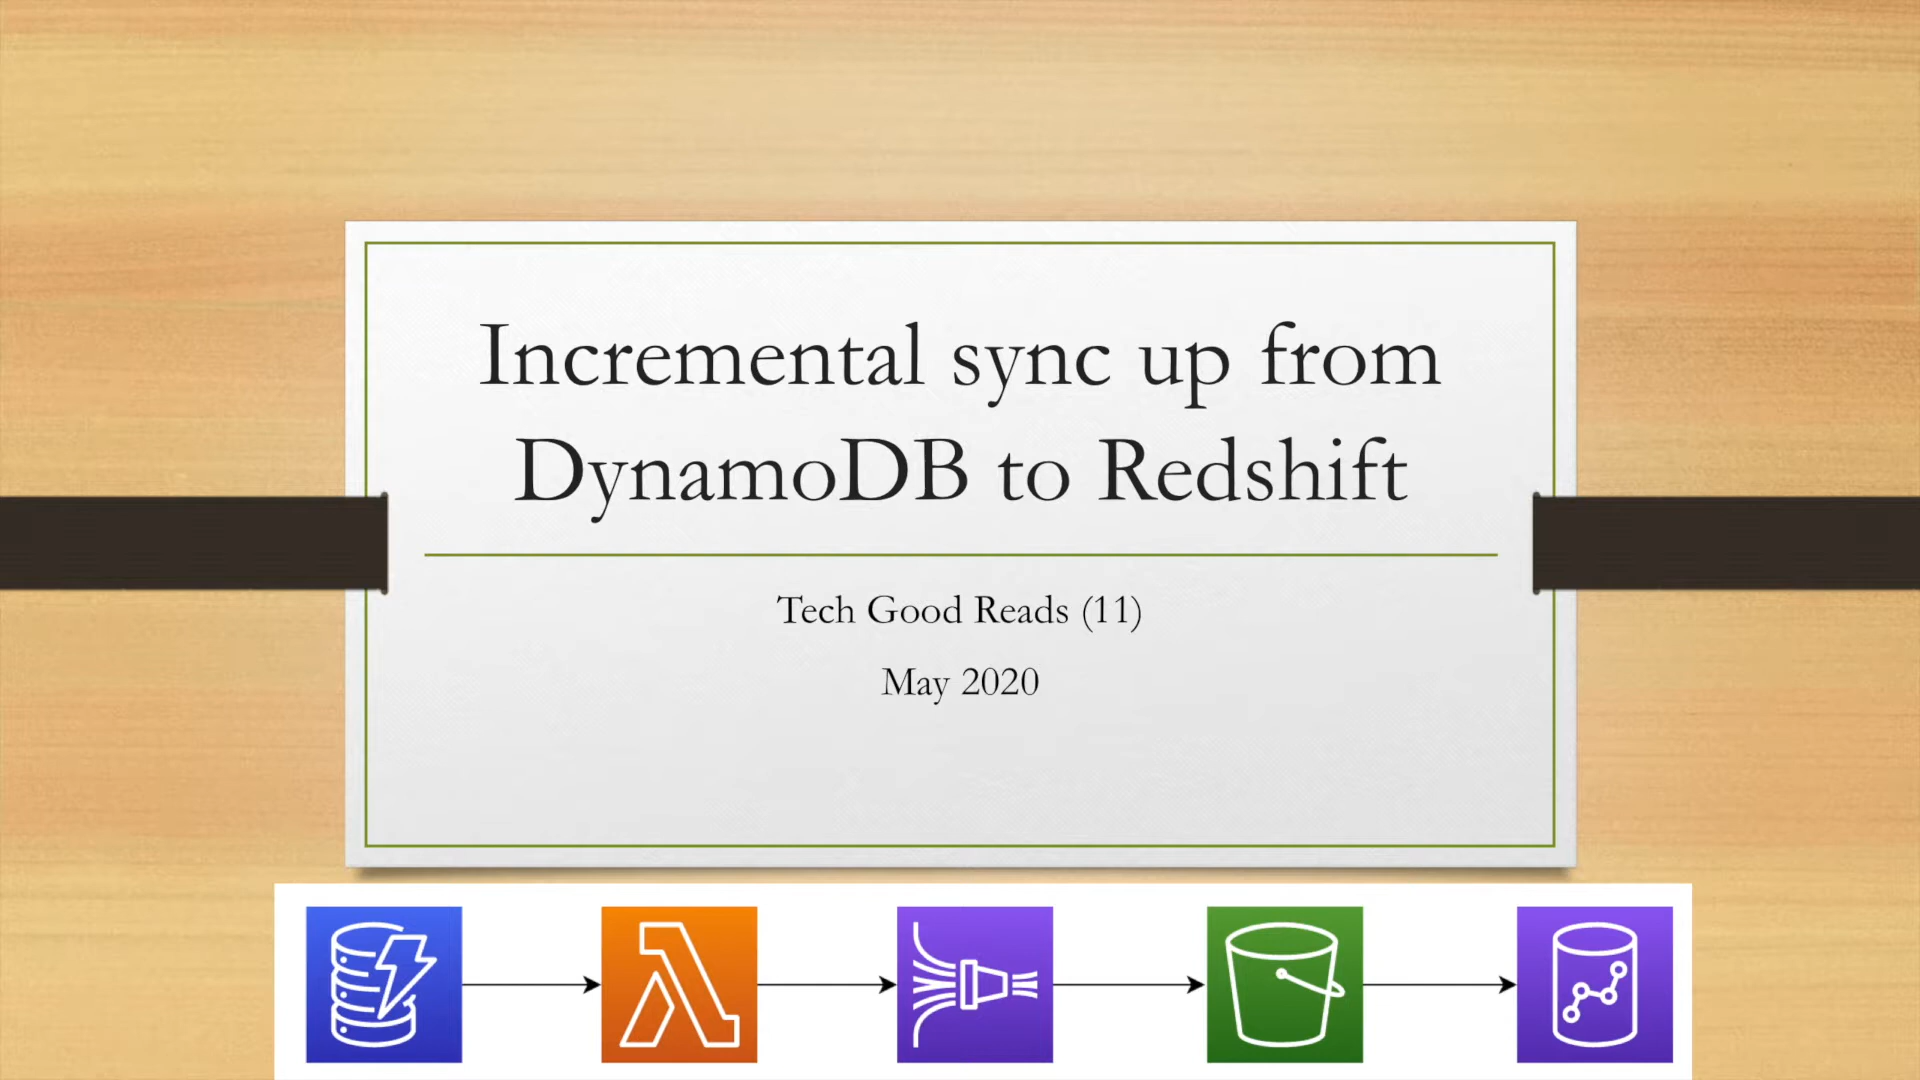 Incremental sync up from
DynamoDB to Redshift
Tech Good Reads (11)
May 2020